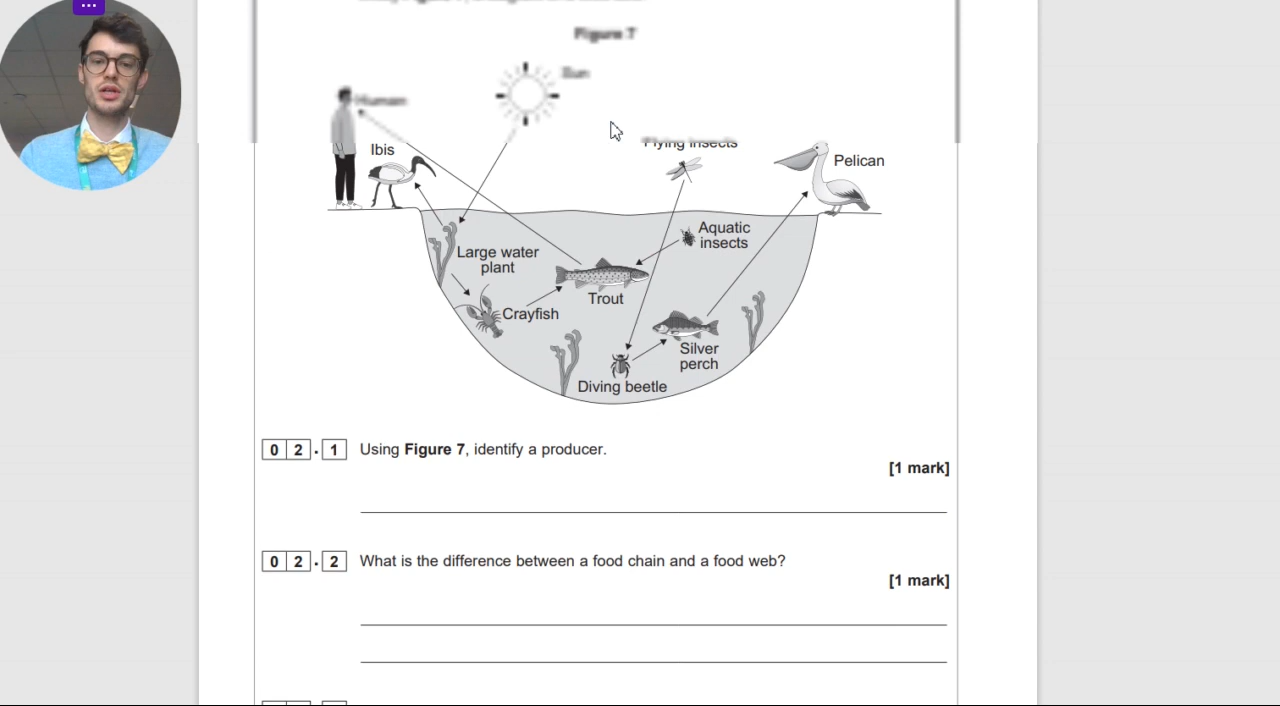 Figure 7
Sun
Human
Flying insects
Ibis
Pelican
Aquatic
insects
Large water
plant
Trout
Crayfish
Silver
perch
Diving beetle
0 2 . 1 Using Figure 7, identify a producer.
[1 mark]
0 2 . 2 What is the difference between a food chain and a food web?
[1 mark]